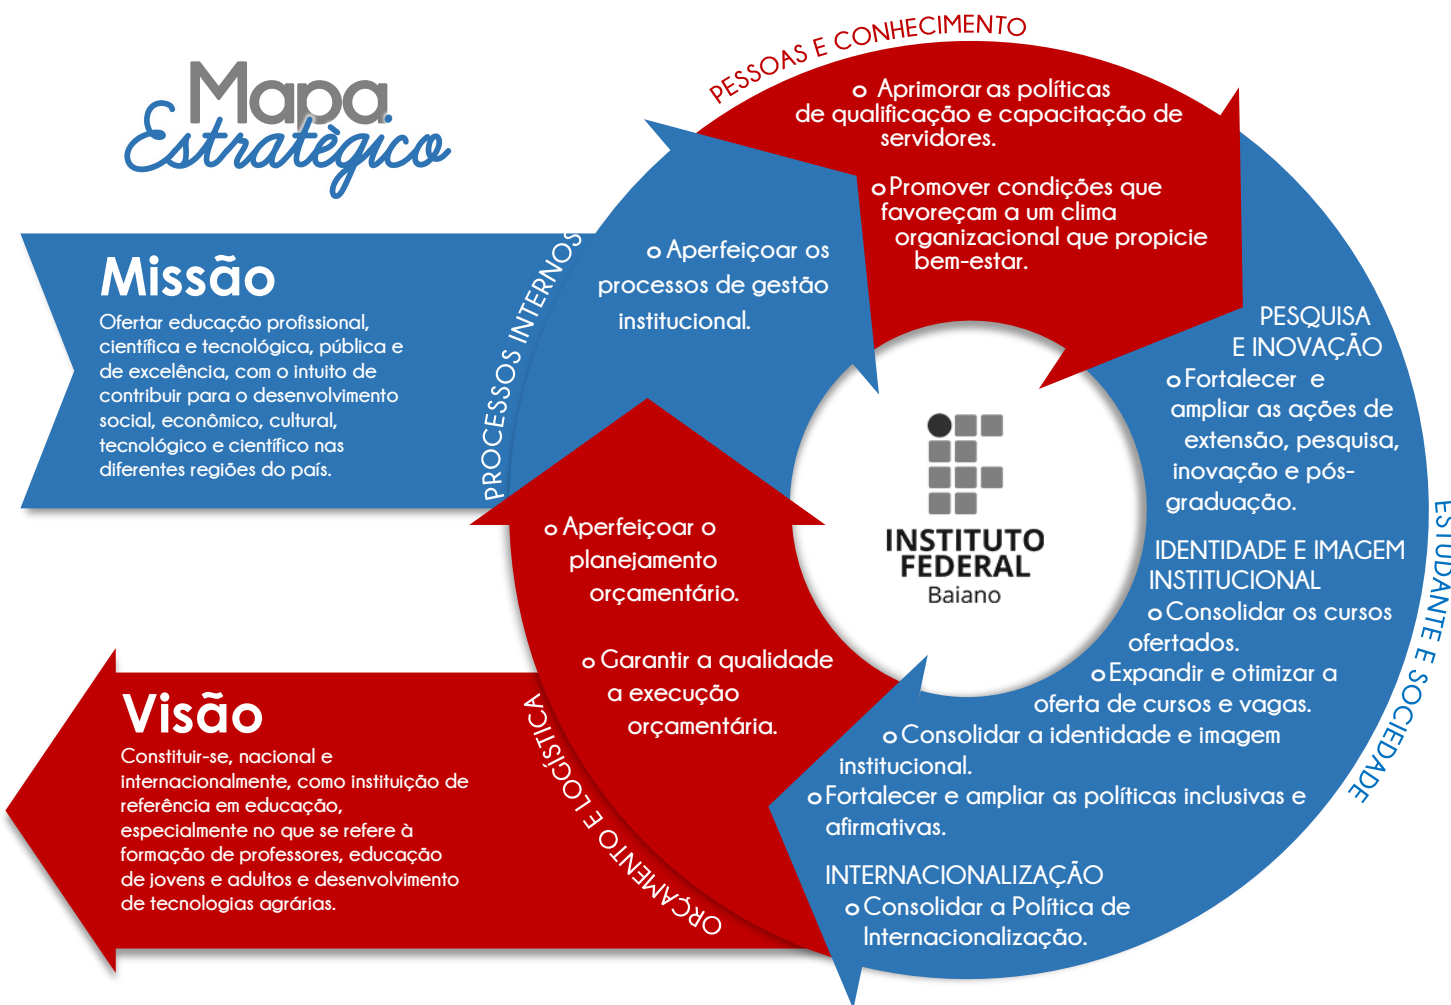 Mapa
Estratègico
Missão
Ofertar educação profissional,
científica e tecnológica, pública e
de excelência, com o intuito de
contribuir para o desenvolvimento
social, econômico, cultural,
tecnológico e científico nas
diferentes regiões do país.
Visão
Constituir-se, nacional e
internacionalmente, como instituição de
referência em educação,
especialmente no que se refere à
formação de professores, educação
de jovens e adultos e desenvolvimento
de tecnologias agrárias.
PROCESSOS INTERNOS
o Aperfeiçoar os
processos de gestão
institucional.
PESSOAS E CONHECIMENTO
o Aprimorar as políticas
de qualificação e capacitação de
servidores.
o Promover condições que
favoreçam a um clima
organizacional que propicie
bem-estar.
ESTUDANTE E SOCIEDADE
PESQUISA
E INOVAÇÃO
o Fortalecer e
ampliar as ações de
extensão, pesquisa,
inovação e pós-
graduação.
IDENTIDADE E IMAGEM
INSTITUCIONAL
o Consolidar os cursos
ofertados.
o Expandir e otimizar a
oferta de cursos e vagas.
o Consolidar a identidade e imagem
institucional.
o Fortalecer e ampliar as políticas inclusivas e
afirmativas.
INTERNACIONALIZAÇÃO
o Consolidar a Política de
Internacionalização.
ORÇAMENTO E LOGÍSTICA
o Aperfeiçoar o
planejamento
orçamentário.
o Garantir a qualidade
a execução
orçamentária.
INSTITUTO
FEDERAL
Baiano